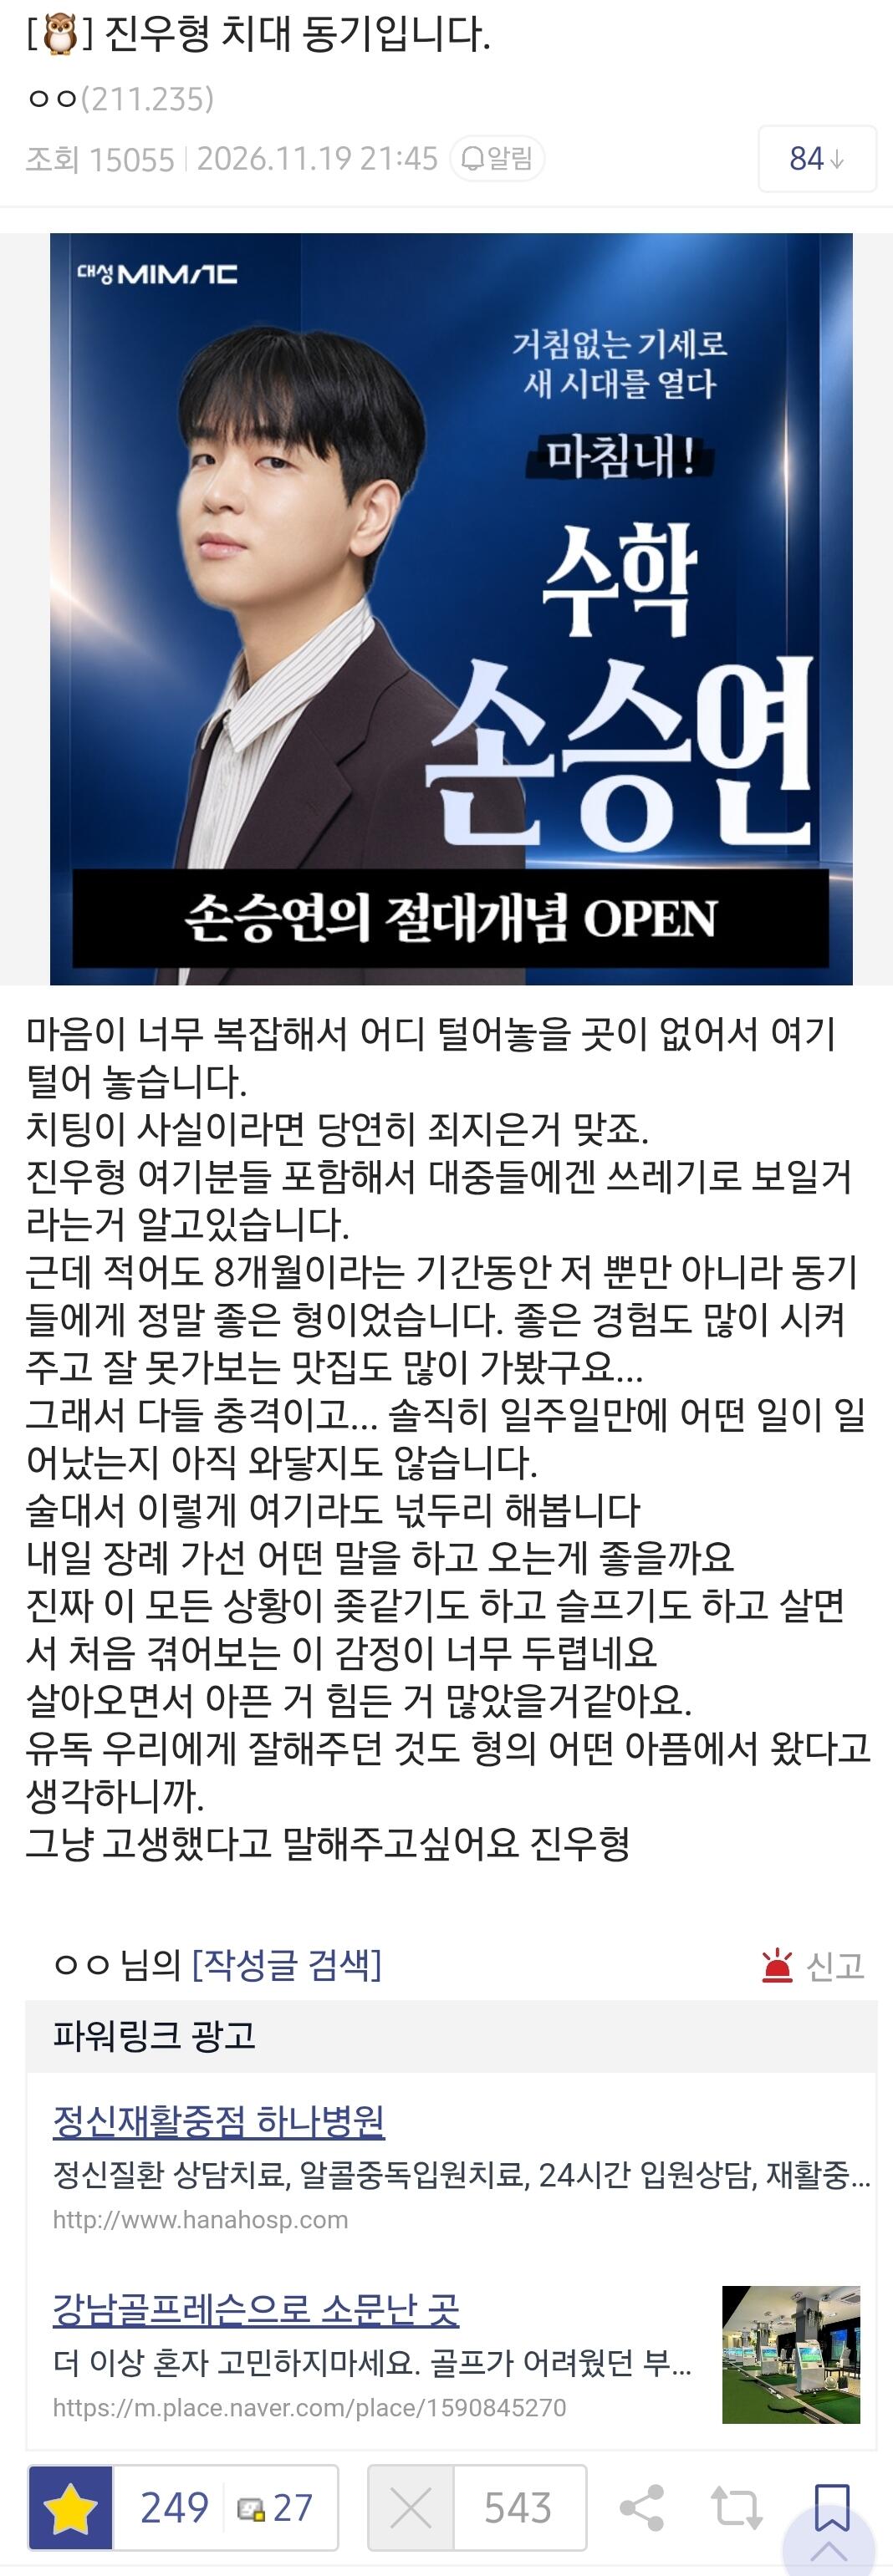 [🦉] 진우형 치대 동기입니다.
ㅇㅇ(211.235)
조회 15055 | 2026.11.19 21:45 알림
84↓
대성MIMAC
거침없는 기세로
새 시대를 열다
마침내!
수학
손승연
손승연의 절대개념 OPEN
마음이 너무 복잡해서 어디 털어놓을 곳이 없어서 여기
털어 놓습니다.
치팅이 사실이라면 당연히 죄지은거 맞죠.
진우형 여기분들 포함해서 대중들에겐 쓰레기로 보일거
라는거 알고있습니다.
근데 적어도 8개월이라는 기간동안 저 뿐만 아니라 동기
들에게 정말 좋은 형이었습니다. 좋은 경험도 많이 시켜
주고 잘 못가보는 맛집도 많이 가봤구요...
그래서 다들 충격이고... 솔직히 일주일만에 어떤 일이 일
어났는지 아직 와닿지도 않습니다.
술대서 이렇게 여기라도 넋두리 해봅니다
내일 장례 가선 어떤 말을 하고 오는게 좋을까요
진짜 이 모든 상황이 좆같기도 하고 슬프기도 하고 살면
서 처음 겪어보는 이 감정이 너무 두렵네요
살아오면서 아픈 거 힘든 거 많았을거같아요.
유독 우리에게 잘해주던 것도 형의 어떤 아픔에서 왔다고
생각하니까.
그냥 고생했다고 말해주고싶어요 진우형
ㅇㅇ 님의 [작성글 검색]
신고
파워링크 광고
정신재활중점 하나병원
정신질환 상담치료, 알콜중독입원치료, 24시간 입원상담, 재활중...
http://www.hanahosp.com
강남골프레슨으로 소문난 곳
더 이상 혼자 고민하지마세요. 골프가 어려웠던 부...
https://m.place.naver.com/place/1590845270
249 27 543